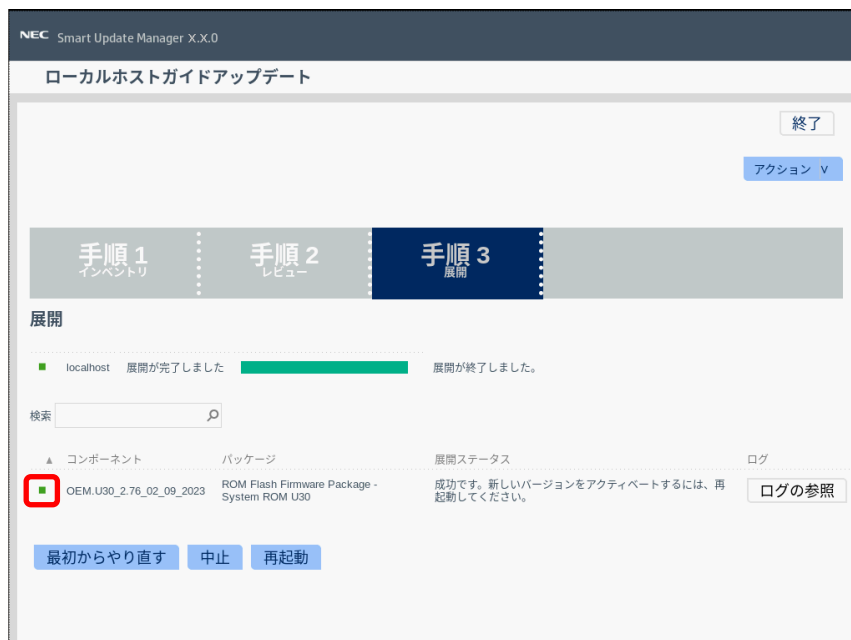 NEC Smart Update Manager X.X.0
ローカルホストガイドアップデート
終了
アクション ∨
手順 1
インベントリ
手順 2
レビュー
手順 3
展開
展開
localhost 展開が完了しました 展開が終了しました。
検索
▲ コンポーネント パッケージ 展開ステータス ログ
OEM.U30_2.76_02_09_2023
ROM Flash Firmware Package -
System ROM U30
成功です。新しいバージョンをアクティベートするには、再
起動してください。
ログの参照
最初からやり直す 中止 再起動